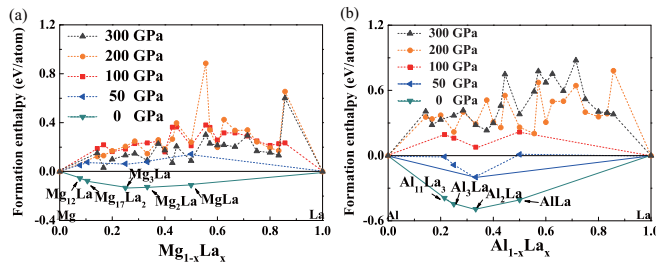 (a)
Formation enthalpy (eV/atom)
1.2
0.8
0.4
0.0
-0.4
300 GPa
200 GPa
100 GPa
50 GPa
0 GPa
Mg₃La
Mg₁₂La
Mg₁₇La₂
Mg₂La
MgLa
Mg
La
0.0 0.2 0.4 0.6 0.8 1.0
Mg₁₋ₓLaₓ
(b)
Formation enthalpy (eV/atom)
1.2
0.6
0.0
-0.6
300 GPa
200 GPa
100 GPa
50 GPa
0 GPa
Al₁₁La₃
Al₃La
Al₂La
AlLa
Al
La
0.0 0.2 0.4 0.6 0.8 1.0
Al₁₋ₓLaₓ